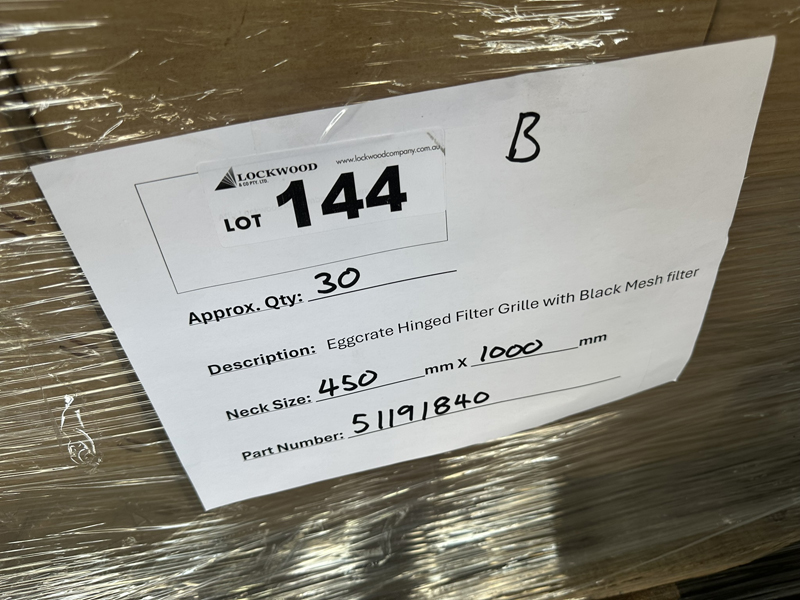 B
LOCKWOOD www.lockwoodcompany.com.au
& CO PTY. LTD.
LOT 144
Approx. Qty: 30
Description: Eggcrate Hinged Filter Grille with Black Mesh filter
Neck Size: 450 mm X 1000 mm
Part Number: 51191840